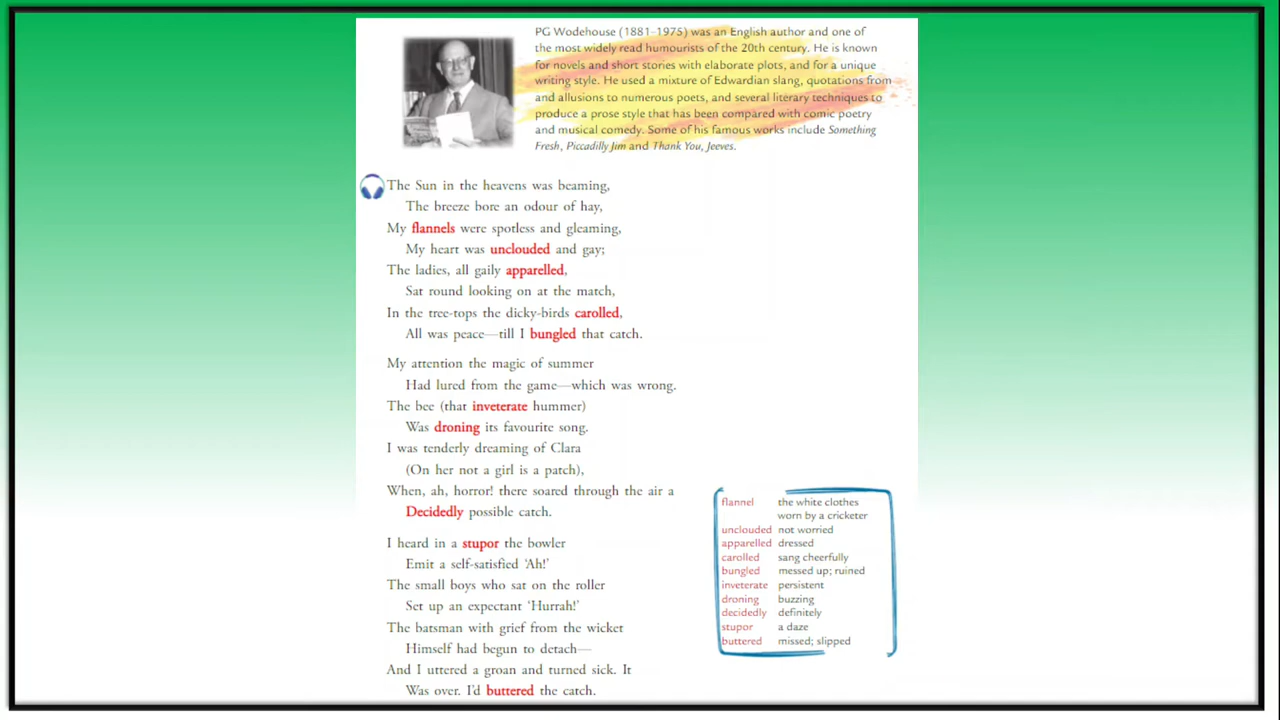 PG Wodehouse (1881–1975) was an English author and one of
the most widely read humourists of the 20th century. He is known
for novels and short stories with elaborate plots, and for a unique
writing style. He used a mixture of Edwardian slang, quotations from
and allusions to numerous poets, and several literary techniques to
produce a prose style that has been compared with comic poetry
and musical comedy. Some of his famous works include Something
Fresh, Piccadilly Jim and Thank You, Jeeves.
The Sun in the heavens was beaming,
The breeze bore an odour of hay,
My flannels were spotless and gleaming,
My heart was unclouded and gay;
The ladies, all gaily apparelled,
Sat round looking on at the match,
In the tree-tops the dicky-birds carolled,
All was peace—till I bungled that catch.
My attention the magic of summer
Had lured from the game—which was wrong.
The bee (that inveterate hummer)
Was droning its favourite song.
I was tenderly dreaming of Clara
(On her not a girl is a patch),
When, ah, horror! there soared through the air a
Decidedly possible catch.
I heard in a stupor the bowler
Emit a self-satisfied ‘Ah!’
The small boys who sat on the roller
Set up an expectant ‘Hurrah!’
The batsman with grief from the wicket
Himself had begun to detach—
And I uttered a groan and turned sick. It
Was over. I’d buttered the catch.
flannel the white clothes
worn by a cricketer
unclouded not worried
apparelled dressed
carolled sang cheerfully
bungled messed up; ruined
inveterate persistent
droning buzzing
decidedly definitely
stupor a daze
buttered missed; slipped